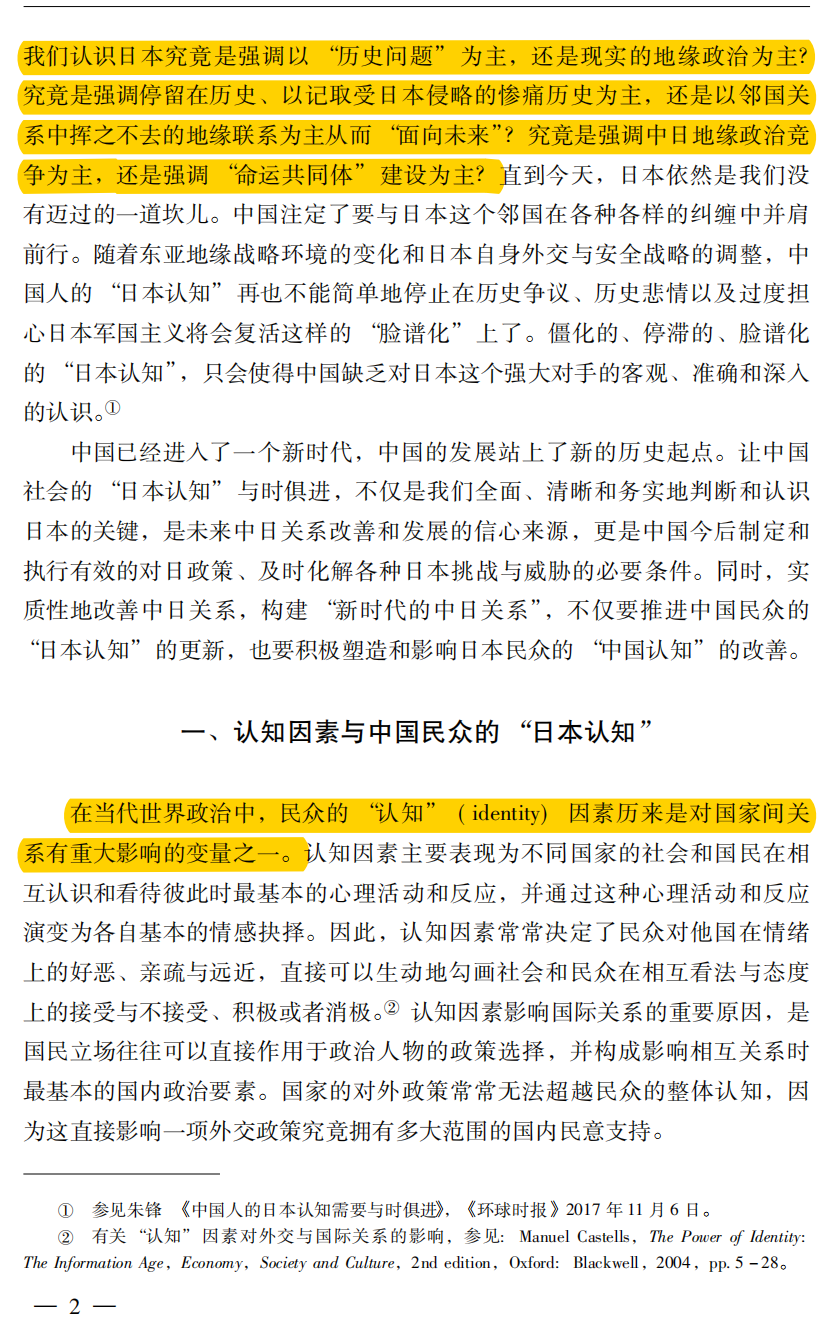 我们认识日本究竟是强调以“历史问题”为主，还是现实的地缘政治为主?
究竟是强调停留在历史、以记取受日本侵略的惨痛历史为主，还是以邻国关
系中挥之不去的地缘联系为主从而“面向未来”? 究竟是强调中日地缘政治竞
争为主，还是强调“命运共同体”建设为主? 直到今天，日本依然是我们没
有迈过的一道坎儿。中国注定了要与日本这个邻国在各种各样的纠缠中并肩
前行。随着东亚地缘战略环境的变化和日本自身外交与安全战略的调整，中
国人的“日本认知”再也不能简单地停止在历史争议、历史悲情以及过度担
心日本军国主义将会复活这样的“脸谱化”上了。僵化的、停滞的、脸谱化
的“日本认知”，只会使得中国缺乏对日本这个强大对手的客观、准确和深入
的认识。①
中国已经进入了一个新时代，中国的发展站上了新的历史起点。让中国
社会的“日本认知”与时俱进，不仅是我们全面、清晰和务实地判断和认识
日本的关键，是未来中日关系改善和发展的信心来源，更是中国今后制定和
执行有效的对日政策、及时化解各种日本挑战与威胁的必要条件。同时，实
质性地改善中日关系，构建“新时代的中日关系”，不仅要推进中国民众的
“日本认知”的更新，也要积极塑造和影响日本民众的“中国认知”的改善。
一、认知因素与中国民众的“日本认知”
在当代世界政治中，民众的“认知” ( identity) 因素历来是对国家间关
系有重大影响的变量之一。认知因素主要表现为不同国家的社会和国民在相
互认识和看待彼此时最基本的心理活动和反应，并通过这种心理活动和反应
演变为各自基本的情感抉择。因此，认知因素常常决定了民众对他国在情绪
上的好恶、亲疏与远近，直接可以生动地勾画社会和民众在相互看法与态度
上的接受与不接受、积极或者消极。② 认知因素影响国际关系的重要原因，是
国民立场往往可以直接作用于政治人物的政策选择，并构成影响相互关系时
最基本的国内政治要素。国家的对外政策常常无法超越民众的整体认知，因
为这直接影响一项外交政策究竟拥有多大范围的国内民意支持。
① 参见朱锋 《中国人的日本认知需要与时俱进》，《环球时报》2017 年 11 月 6 日。
② 有关“认知”因素对外交与国际关系的影响，参见: Manuel Castells, The Power of Identity:
The Information Age, Economy, Society and Culture, 2nd edition, Oxford: Blackwell, 2004, pp. 5 - 28。
— 2 —